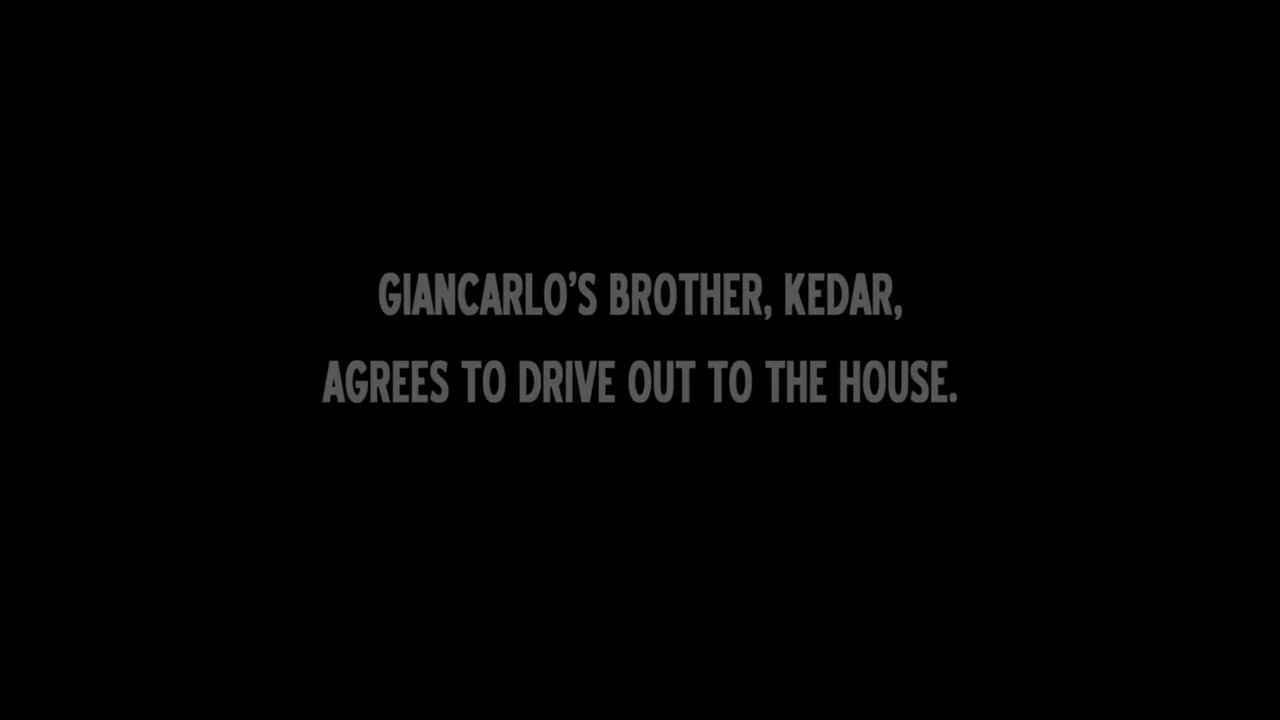 GIANCARLO’S BROTHER, KEDAR,
AGREES TO DRIVE OUT TO THE HOUSE.